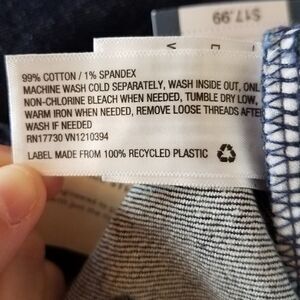 $17.99
99% COTTON / 1% SPANDEX
MACHINE WASH COLD SEPARATELY, WASH INSIDE OUT, ONL
NON-CHLORINE BLEACH WHEN NEEDED, TUMBLE DRY LOW,
WARM IRON WHEN NEEDED, REMOVE LOOSE THREADS AFTE
WASH IF NEEDED
RN17730 VN1210394
LABEL MADE FROM 100% RECYCLED PLASTIC